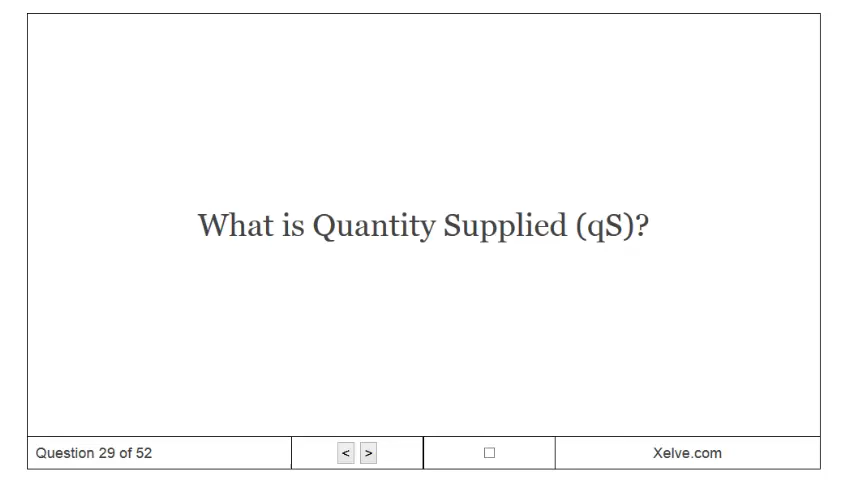 What is Quantity Supplied (qS)?
Question 29 of 52
< >
Xelve.com